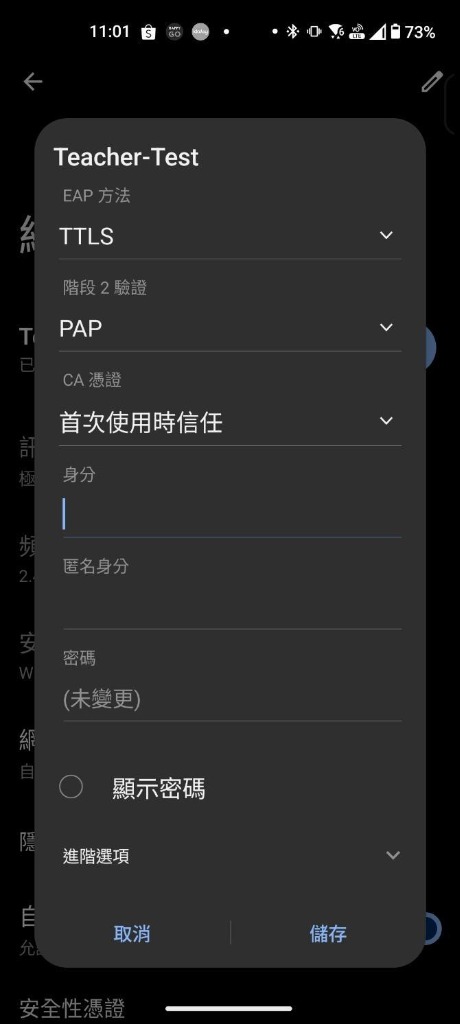 11:01
73%
Teacher-Test
EAP 方法
TTLS
階段 2 驗證
PAP
CA 憑證
首次使用時信任
身分
匿名身分
密碼
(未變更)
顯示密碼
進階選項
取消
儲存
安全性憑證